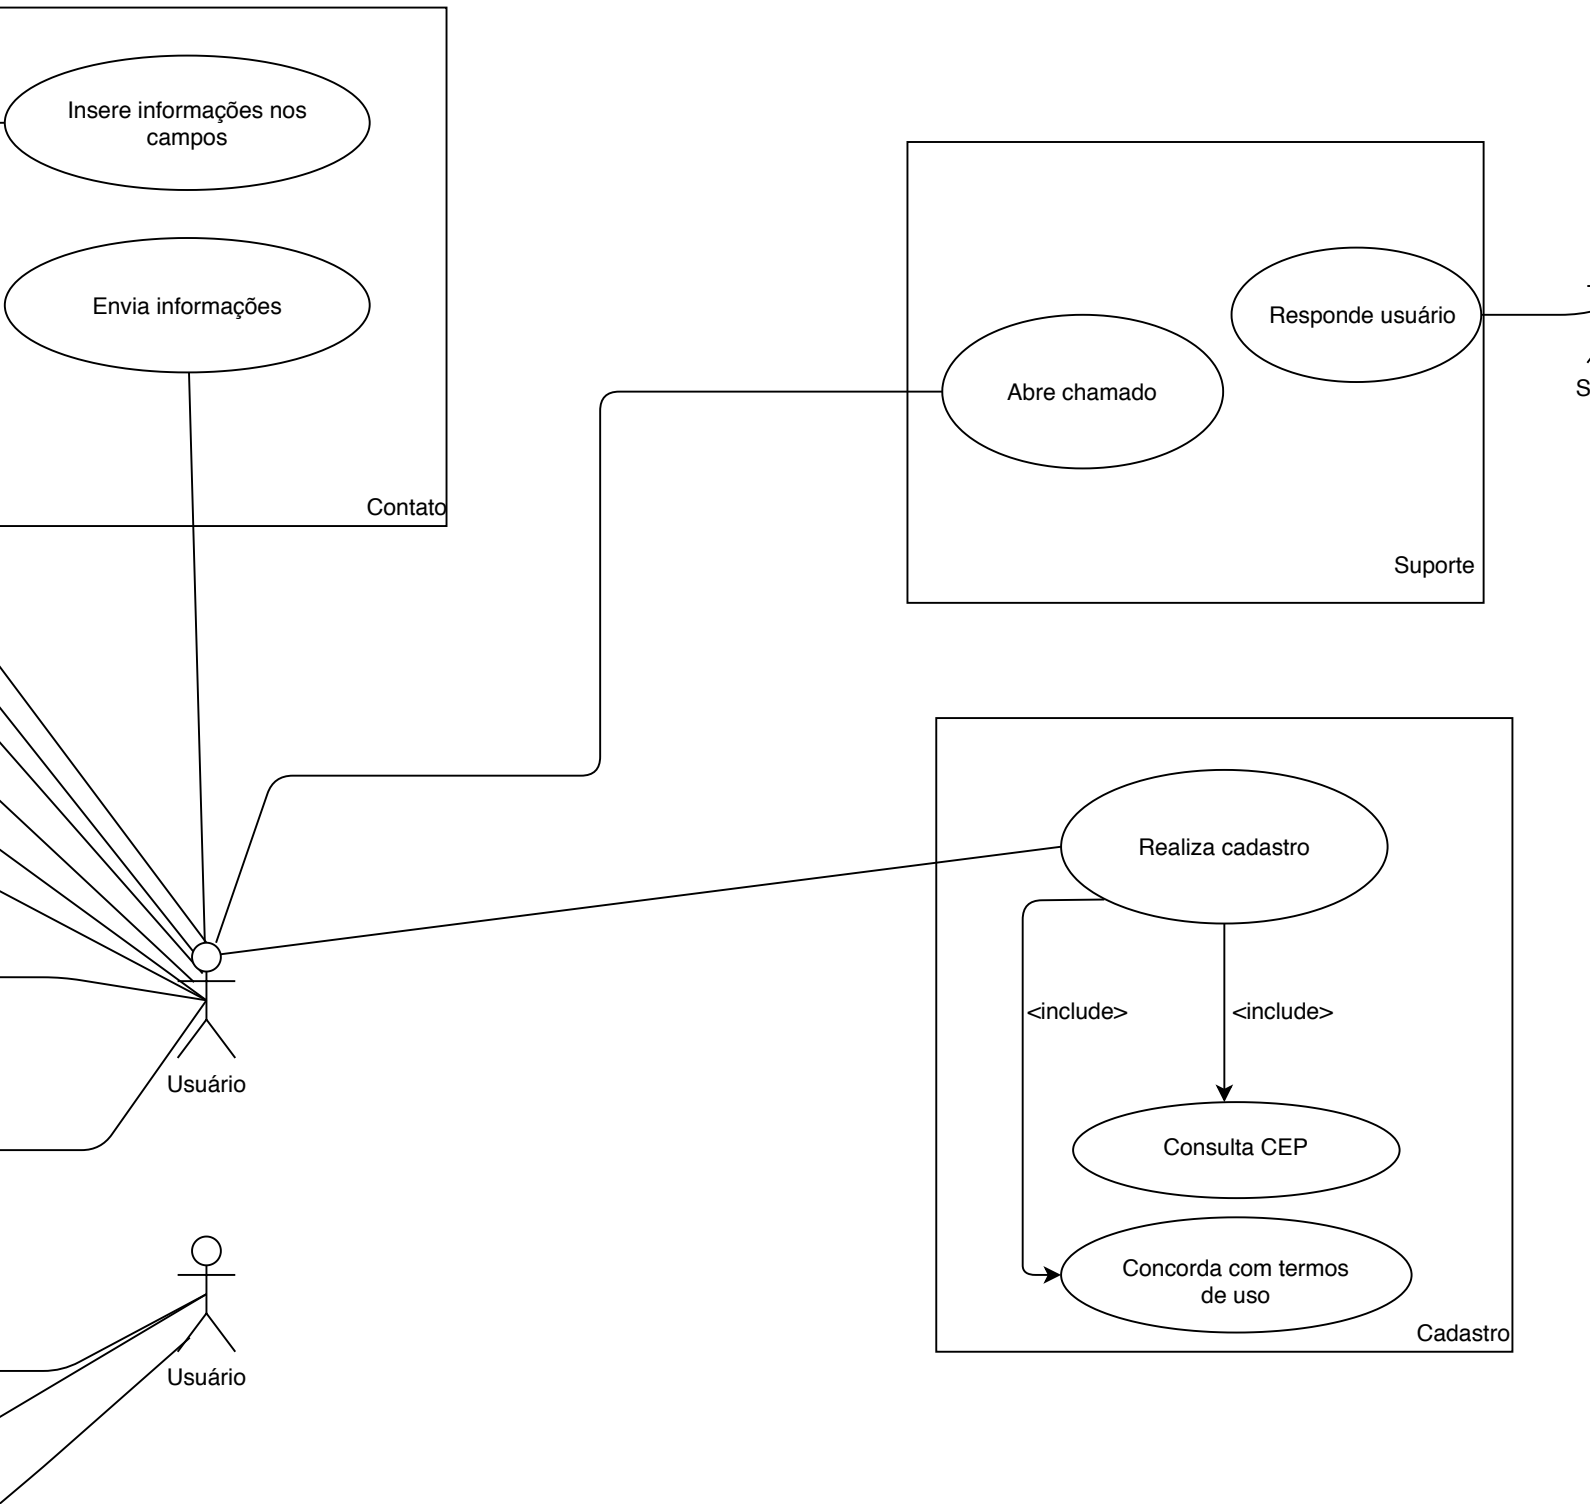 Insere informações nos
campos
Envia informações
Contato
Responde usuário
Abre chamado
S
Suporte
Realiza cadastro
<include>
<include>
Usuário
Consulta CEP
Concorda com termos
de uso
Cadastro
Usuário